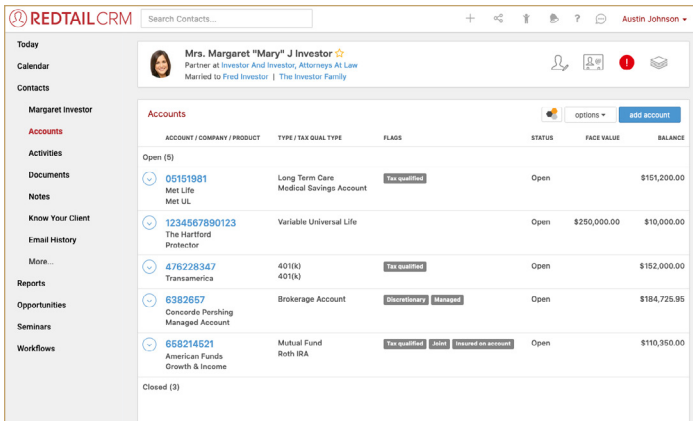 REDTAIL CRM
Search Contacts...
Austin Johnson
Today
Calendar
Contacts
Margaret Investor
Accounts
Activities
Documents
Notes
Know Your Client
Email History
More...
Reports
Opportunities
Seminars
Workflows
Mrs. Margaret "Mary" J Investor
Partner at Investor And Investor, Attorneys At Law
Married to Fred Investor | The Investor Family
Accounts
options
add account
ACCOUNT / COMPANY / PRODUCT TYPE / TAX QUAL TYPE FLAGS STATUS FACE VALUE BALANCE
Open (5)
05151981 Long Term Care Tax qualified Open $151,200.00
Met Life Medical Savings Account
Met UL
1234567890123 Variable Universal Life Open $250,000.00 $10,000.00
The Hartford
Protector
476228347 401(k) Tax qualified Open $152,000.00
Transamerica 401(k)
6382657 Brokerage Account Discretionary Managed Open $184,725.95
Concorde Pershing
Managed Account
658214521 Mutual Fund Tax qualified Joint Insured on account Open $110,350.00
American Funds Roth IRA
Growth & Income
Closed (3)